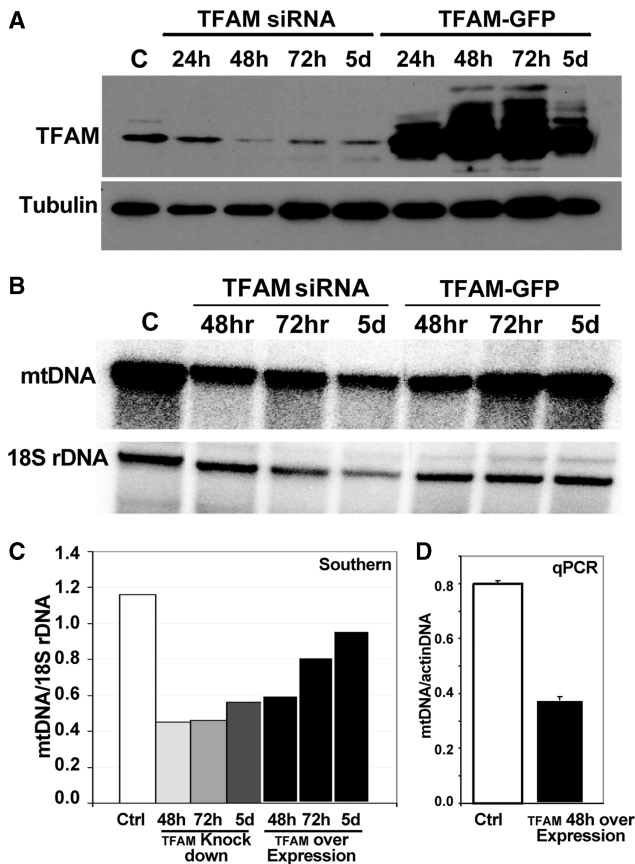 A
TFAM siRNA TFAM-GFP
C 24h 48h 72h 5d 24h 48h 72h 5d
TFAM
Tubulin
B
TFAM siRNA TFAM-GFP
C 48hr 72hr 5d 48hr 72hr 5d
mtDNA
18S rDNA
C
Southern
mtDNA/18S rDNA
1.4
1.2
1.0
0.8
0.6
0.4
0.2
0.0
Ctrl 48h 72h 5d 48h 72h 5d
TFAM Knock down
TFAM over Expression
D
qPCR
mtDNA/actinDNA
0.8
0.6
0.4
0.2
0.0
Ctrl TFAM 48h over
Expression